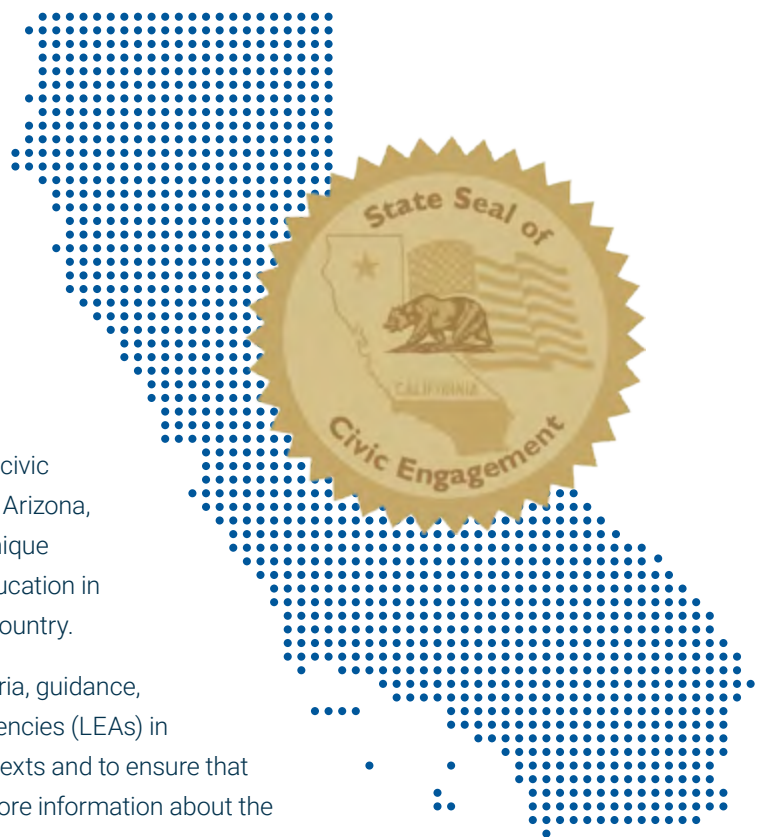 State Seal of
CALIFORNIA
Civic Engagement
civic
Arizona,
ucation in
ountry.
ria, guidance,
encies (LEAs) in
exts and to ensure that
ore information about the